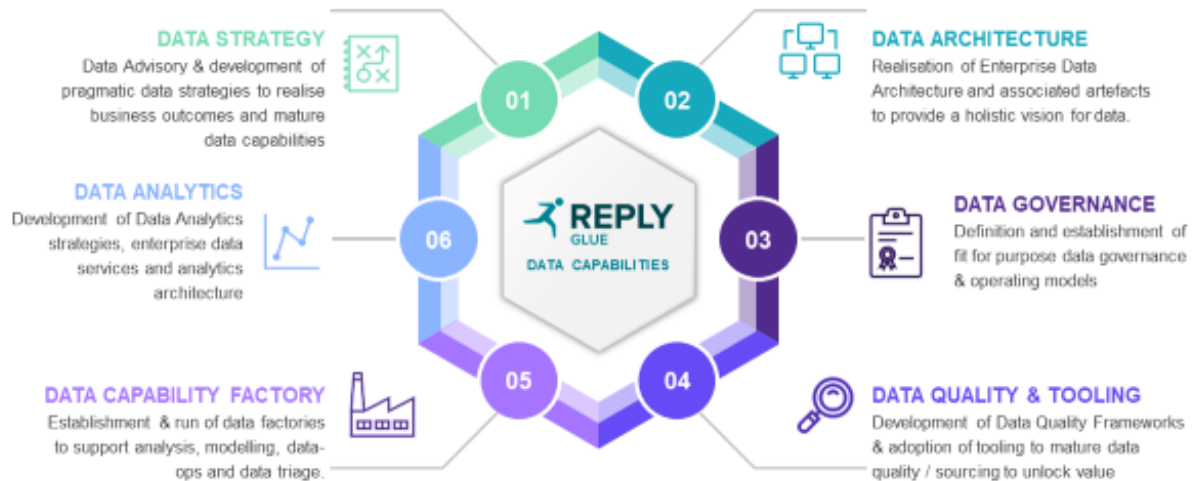 DATA STRATEGY
Data Advisory & development of
pragmatic data strategies to realise
business outcomes and mature
data capabilities
01
02
DATA ARCHITECTURE
Realisation of Enterprise Data
Architecture and associated artefacts
to provide a holistic vision for data.
DATA ANALYTICS
Development of Data Analytics
strategies, enterprise data
services and analytics
architecture
06
REPLY
GLUE
DATA CAPABILITIES
03
DATA GOVERNANCE
Definition and establishment of
fit for purpose data governance
& operating models
DATA CAPABILITY FACTORY
Establishment & run of data factories
to support analysis, modelling, data-
ops and data triage.
05
04
DATA QUALITY & TOOLING
Development of Data Quality Frameworks
& adoption of tooling to mature data
quality / sourcing to unlock value